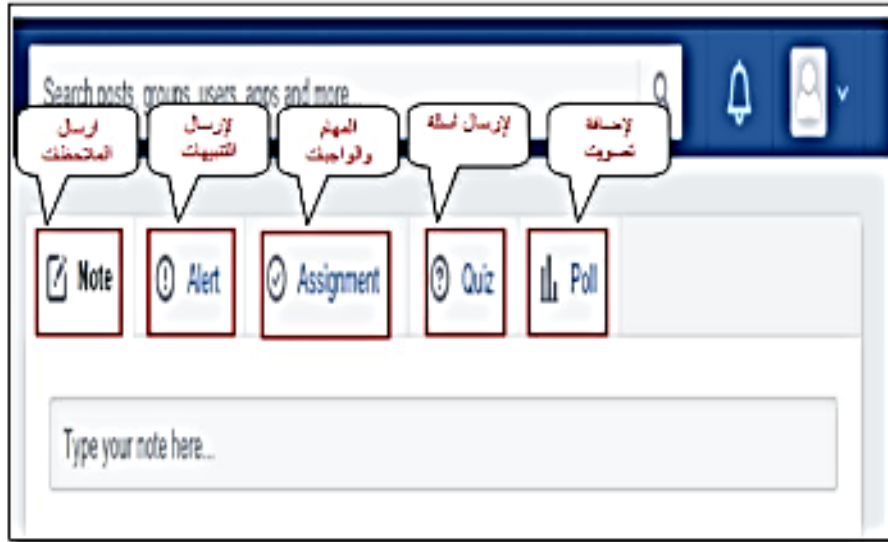 Search posts, groups, users, apps and more...
ارسال
الملاحظات
لإرسال
التنبيهات
المهام
والواجبات
لإرسال اسئلة
لإضافة
تصويت
Note
Alert
Assignment
Quiz
Poll
Type your note here...